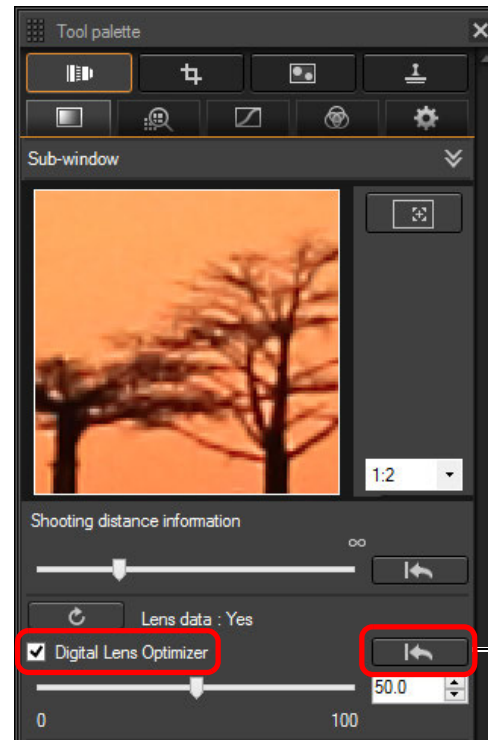 Tool palette
Sub-window
1:2
Shooting distance information
∞
Lens data : Yes
Digital Lens Optimizer
50.0
0 100